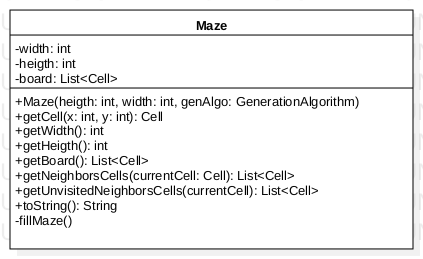 Maze
-width: int
-heigth: int
-board: List<Cell>
+Maze(heigth: int, width: int, genAlgo: GenerationAlgorithm)
+getCell(x: int, y: int): Cell
+getWidth(): int
+getHeigth(): int
+getBoard(): List<Cell>
+getNeighborsCells(currentCell: Cell): List<Cell>
+getUnvisitedNeighborsCells(currentCell): List<Cell>
+toString(): String
-fillMaze()